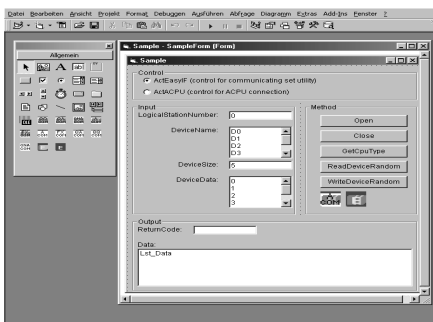 Datei Bearbeiten Ansicht Projekt Format Debuggen Ausführen Abfrage Diagramm Extras Add-Ins Fenster ?
Allgemein
Sample - SampleForm (Form)
Sample
Control
ActEasyIF (control for communicating set utility)
ActACPU (control for ACPU connection)
Input
LogicalStationNumber: 0
DeviceName: D0
D1
D2
D3
DeviceSize: 5
DeviceData: 0
1
2
3
Method
Open
Close
GetCpuType
ReadDeviceRandom
WriteDeviceRandom
Output
ReturnCode:
Data:
Lst_Data